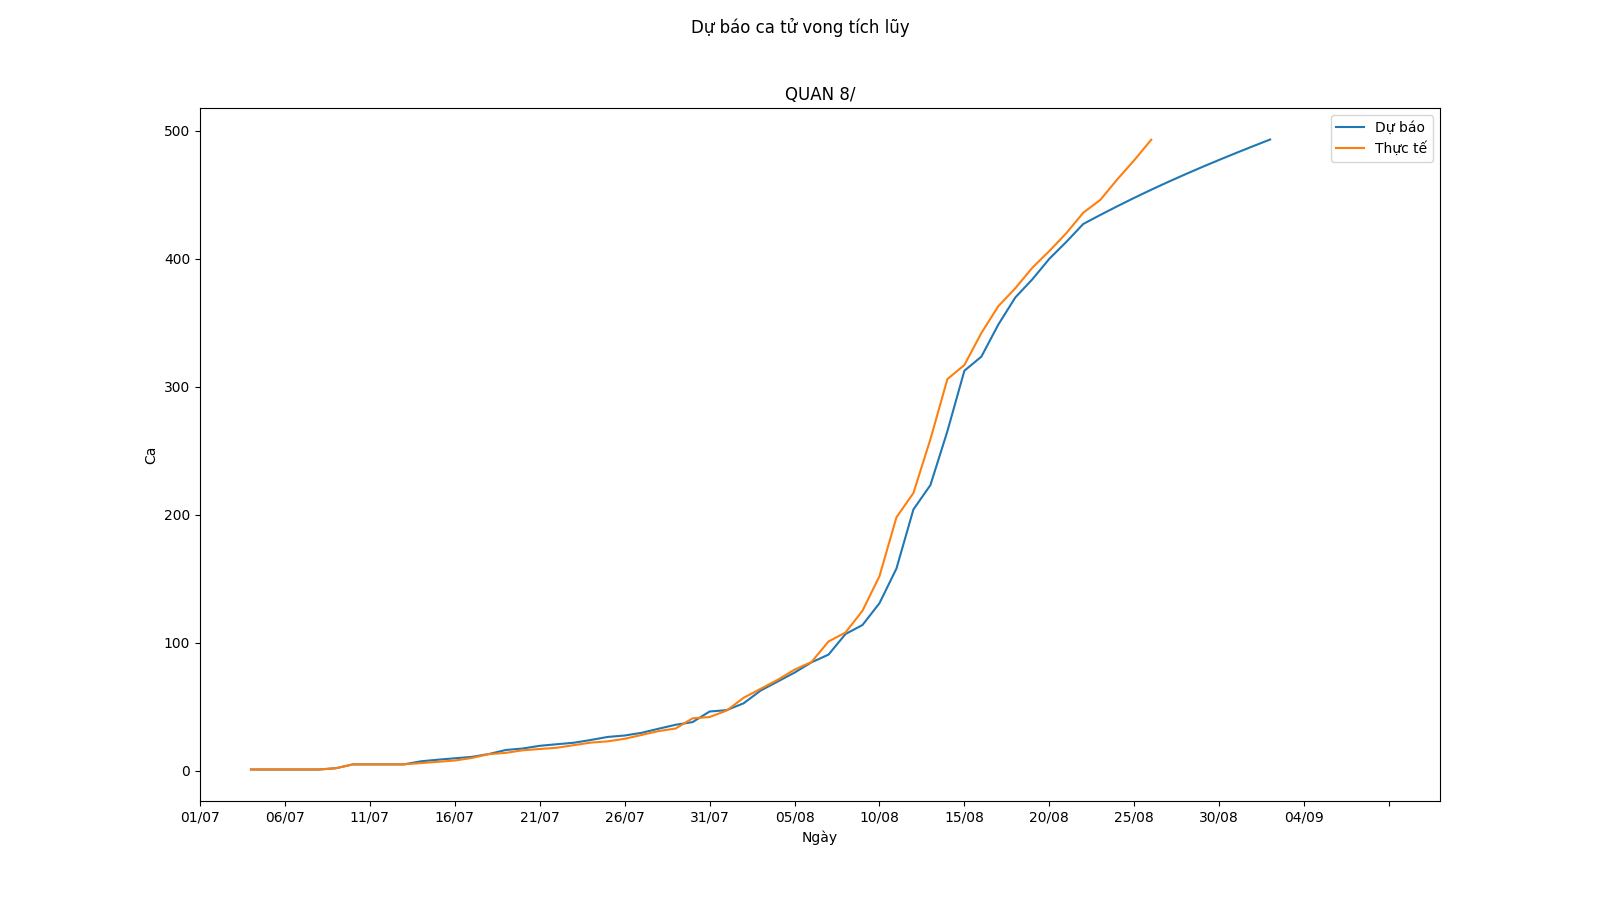 Dự báo ca tử vong tích lũy
QUAN 8/
Dự báo
Thực tế
500
400
300
200
100
0
Ca
01/07 06/07 11/07 16/07 21/07 26/07 31/07 05/08 10/08 15/08 20/08 25/08 30/08 04/09
Ngày